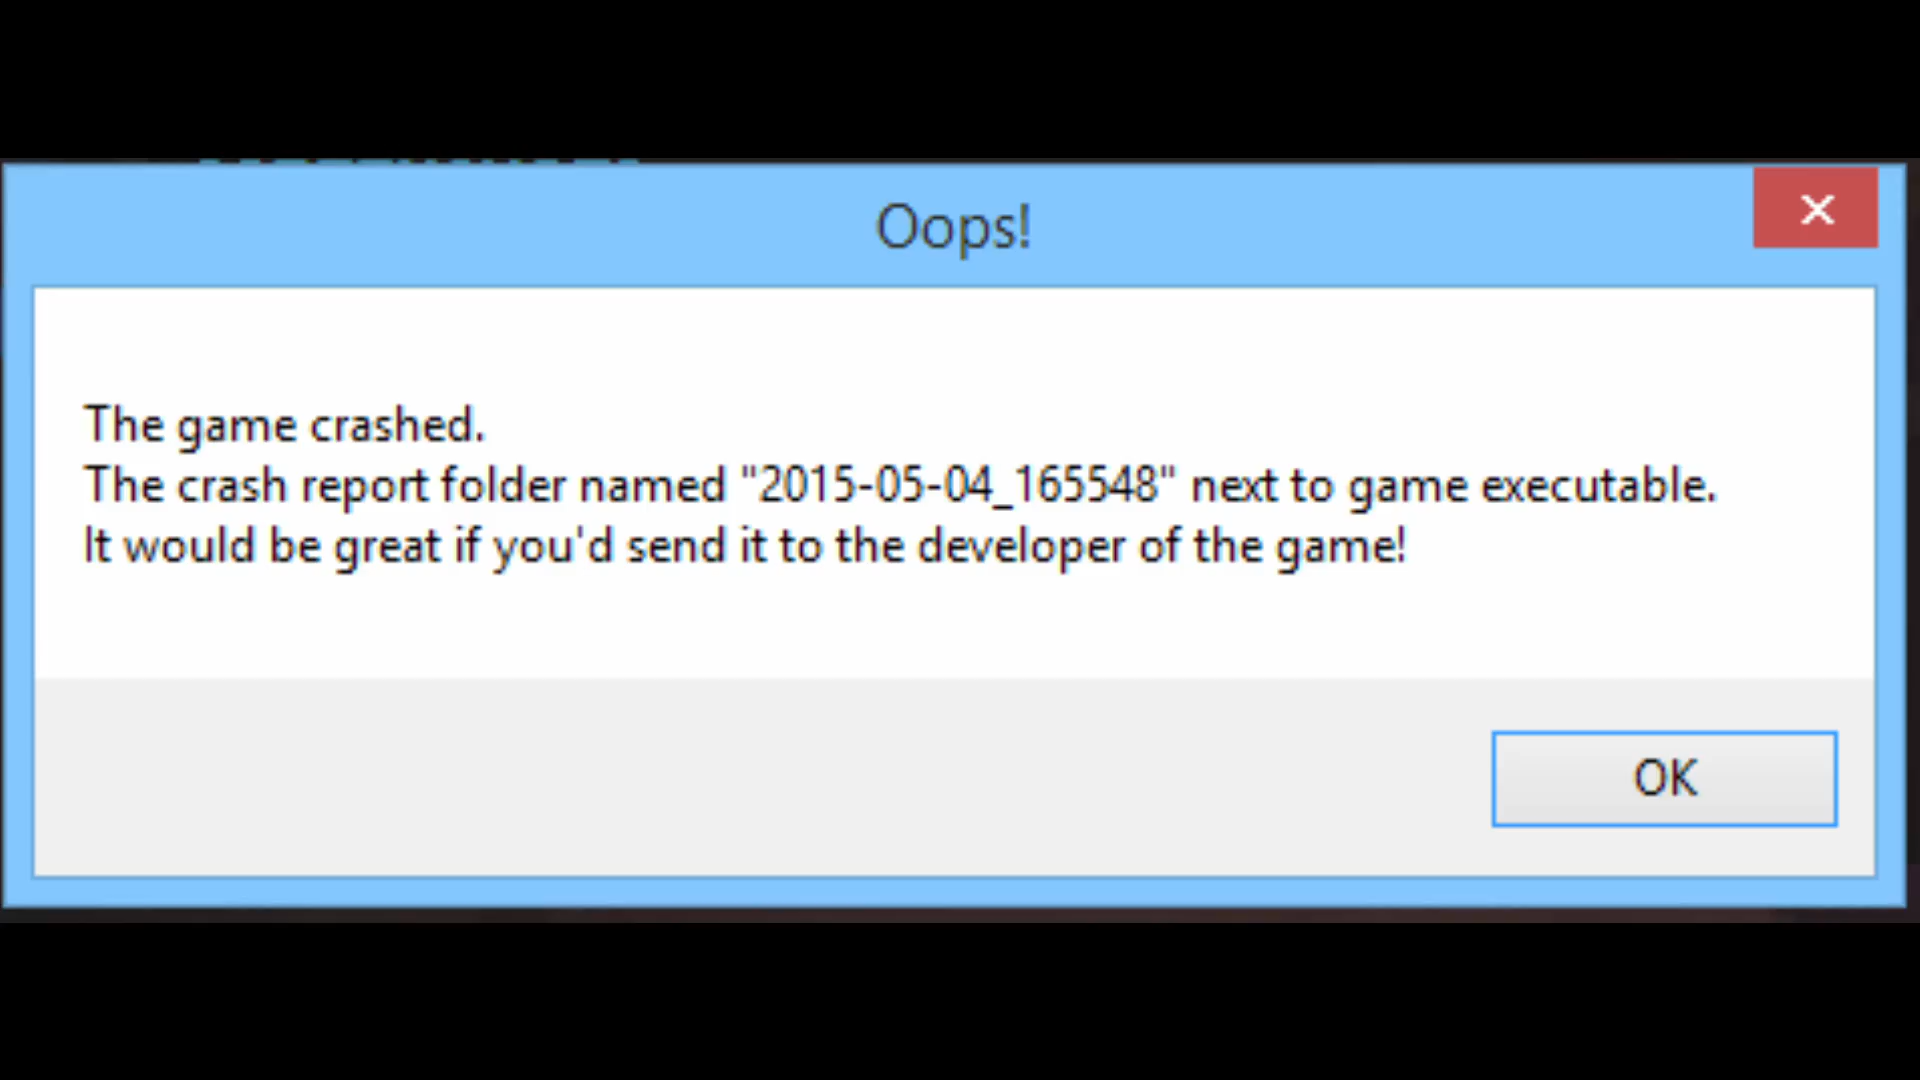 Oops!
The game crashed.
The crash report folder named "2015-05-04_165548" next to game executable.
It would be great if you'd send it to the developer of the game!
OK